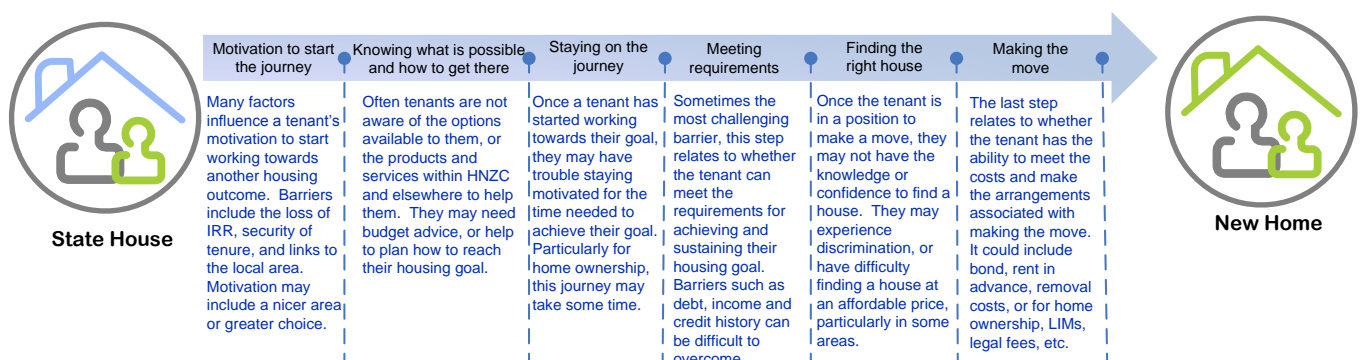 Motivation to start
the journey
Knowing what is possible
and how to get there
Staying on the
journey
Meeting
requirements
Finding the
right house
Making the
move
State House
Many factors
influence a tenant's
motivation to start
working towards
another housing
outcome. Barriers
include the loss of
IRR, security of
tenure, and links to
the local area.
Motivation may
include a nicer area
or greater choice.
Often tenants are not
aware of the options
available to them, or
the products and
services within HNZC
and elsewhere to help
them. They may need
budget advice, or help
to plan how to reach
their housing goal.
Once a tenant has
started working
towards their goal,
they may have
trouble staying
motivated for the
time needed to
achieve their goal.
Particularly for
home ownership,
this journey may
take some time.
Sometimes the
most challenging
barrier, this step
relates to whether
the tenant can
meet the
requirements for
achieving and
sustaining their
housing goal.
Barriers such as
debt, income and
credit history can
be difficult to
overcome
Once the tenant is
in a position to
make a move, they
may not have the
knowledge or
confidence to find a
house. They may
experience
discrimination, or
have difficulty
finding a house at
an affordable price,
particularly in some
areas.
The last step
relates to whether
the tenant has the
ability to meet the
costs and make
the arrangements
associated with
making the move.
It could include
bond, rent in
advance, removal
costs, or for home
ownership, LIMs,
legal fees, etc.
New Home